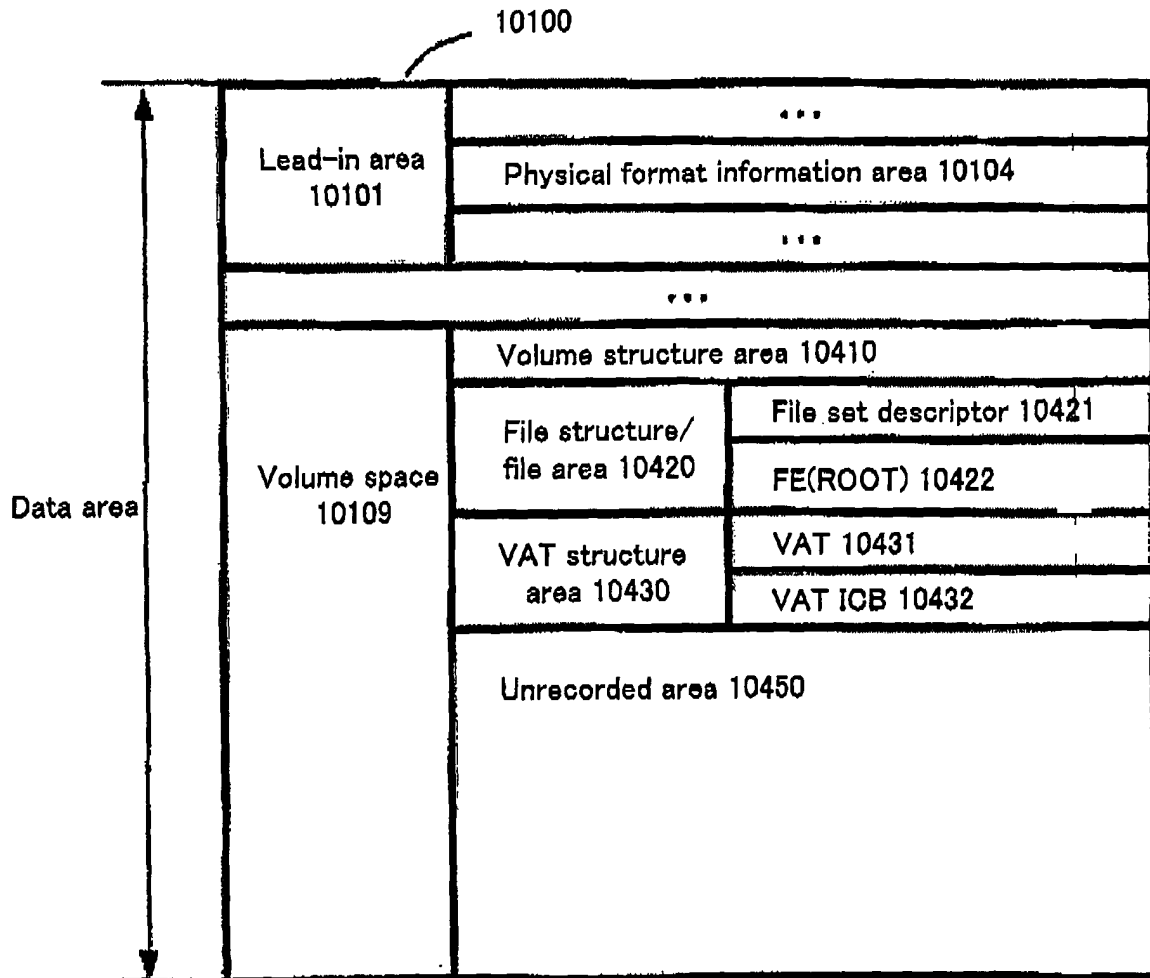 10100
Data area
Lead-in area
10101
...
Physical format information area 10104
...
...
Volume space
10109
Volume structure area 10410
File structure/
file area 10420
File set descriptor 10421
FE(ROOT) 10422
VAT structure
area 10430
VAT 10431
VAT ICB 10432
Unrecorded area 10450